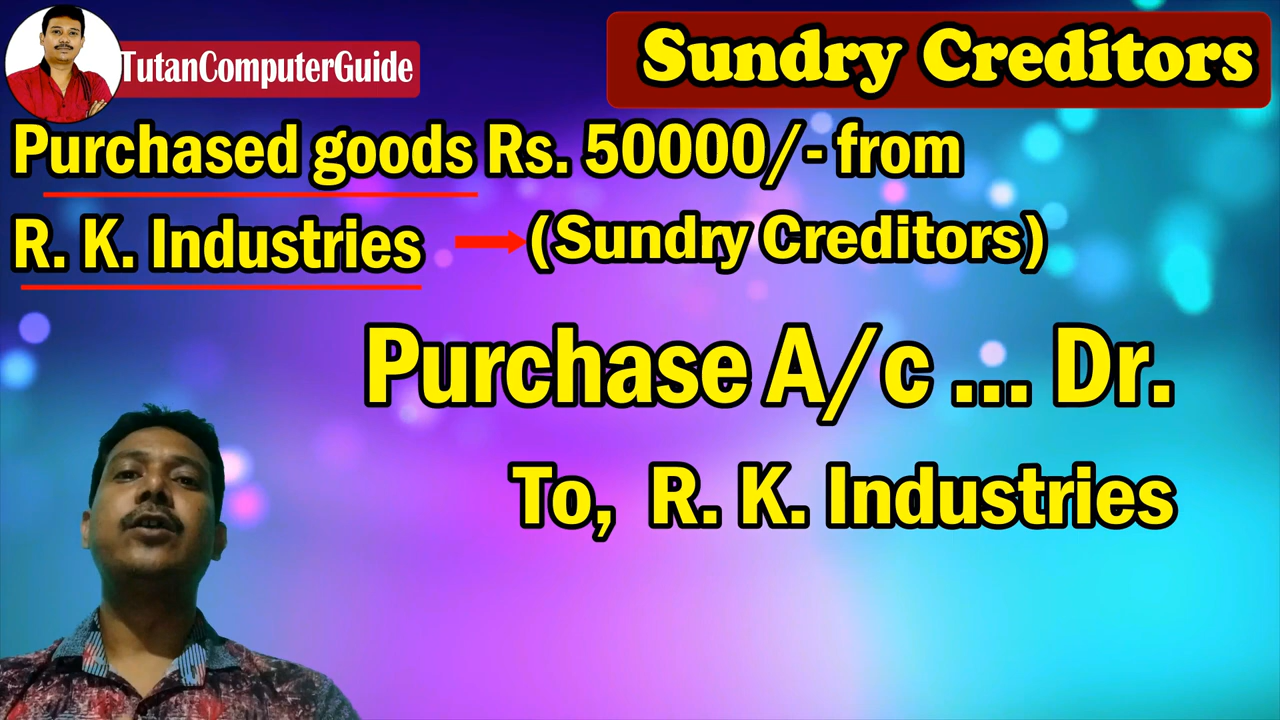 TutanComputerGuide
Sundry Creditors
Purchased goods Rs. 50000/- from
R. K. Industries (Sundry Creditors)
Purchase A/c ... Dr.
To, R. K. Industries